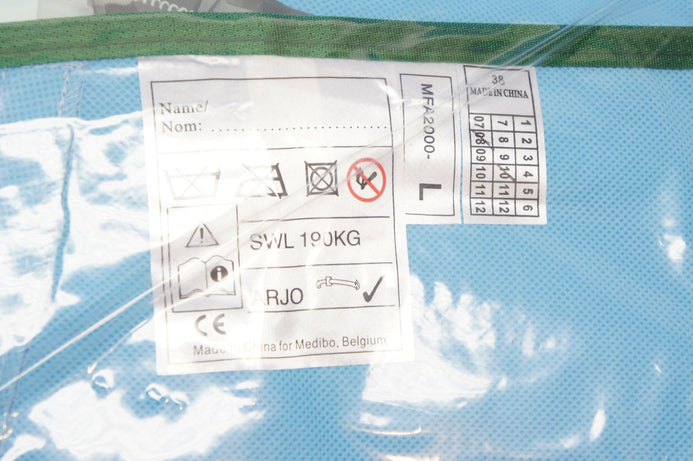 Name/
Nom: ........................
SWL 190KG
ARJO
CE
Made in China for Medibo, Belgium
MFA2000-
L
38
MADE IN CHINA
07 7 1
08 8 2
09 9 3
10 10 4
11 11 5
12 12 6